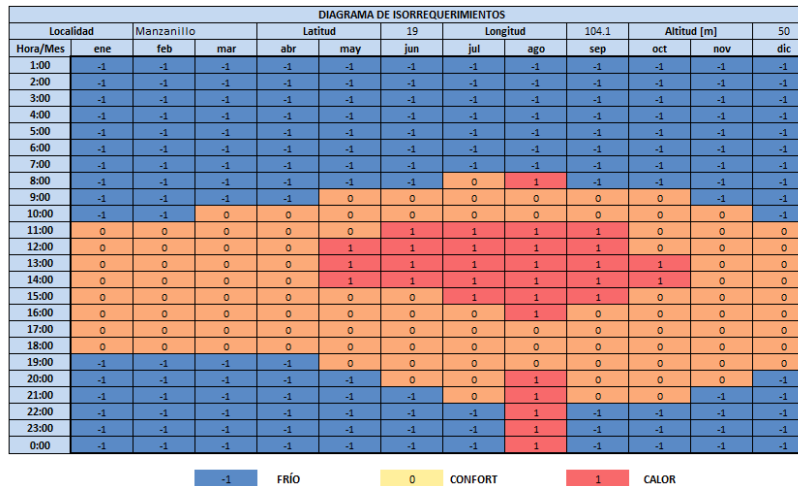 DIAGRAMA DE ISORREQUERIMIENTOS
Localidad Manzanillo Latitud 19 Longitud 104.1 Altitud [m] 50
Hora/Mes ene feb mar abr may jun jul ago sep oct nov dic
1:00 -1 -1 -1 -1 -1 -1 -1 -1 -1 -1 -1 -1
2:00 -1 -1 -1 -1 -1 -1 -1 -1 -1 -1 -1 -1
3:00 -1 -1 -1 -1 -1 -1 -1 -1 -1 -1 -1 -1
4:00 -1 -1 -1 -1 -1 -1 -1 -1 -1 -1 -1 -1
5:00 -1 -1 -1 -1 -1 -1 -1 -1 -1 -1 -1 -1
6:00 -1 -1 -1 -1 -1 -1 -1 -1 -1 -1 -1 -1
7:00 -1 -1 -1 -1 -1 -1 -1 -1 -1 -1 -1 -1
8:00 -1 -1 -1 -1 -1 -1 0 1 -1 -1 -1 -1
9:00 -1 -1 -1 -1 0 0 0 0 0 0 -1 -1
10:00 -1 -1 0 0 0 0 0 0 0 0 0 -1
11:00 0 0 0 0 0 1 1 1 1 0 0 0
12:00 0 0 0 0 1 1 1 1 1 0 0 0
13:00 0 0 0 0 1 1 1 1 1 1 0 0
14:00 0 0 0 0 1 1 1 1 1 1 0 0
15:00 0 0 0 0 0 0 1 1 1 0 0 0
16:00 0 0 0 0 0 0 0 1 0 0 0 0
17:00 0 0 0 0 0 0 0 0 0 0 0 0
18:00 0 0 0 0 0 0 0 0 0 0 0 0
19:00 -1 -1 -1 -1 0 0 0 0 0 0 0 0
20:00 -1 -1 -1 -1 -1 0 0 1 0 0 0 -1
21:00 -1 -1 -1 -1 -1 -1 0 1 0 0 -1 -1
22:00 -1 -1 -1 -1 -1 -1 -1 1 -1 -1 -1 -1
23:00 -1 -1 -1 -1 -1 -1 -1 1 -1 -1 -1 -1
0:00 -1 -1 -1 -1 -1 -1 -1 1 -1 -1 -1 -1
-1 FRÍO 0 CONFORT 1 CALOR